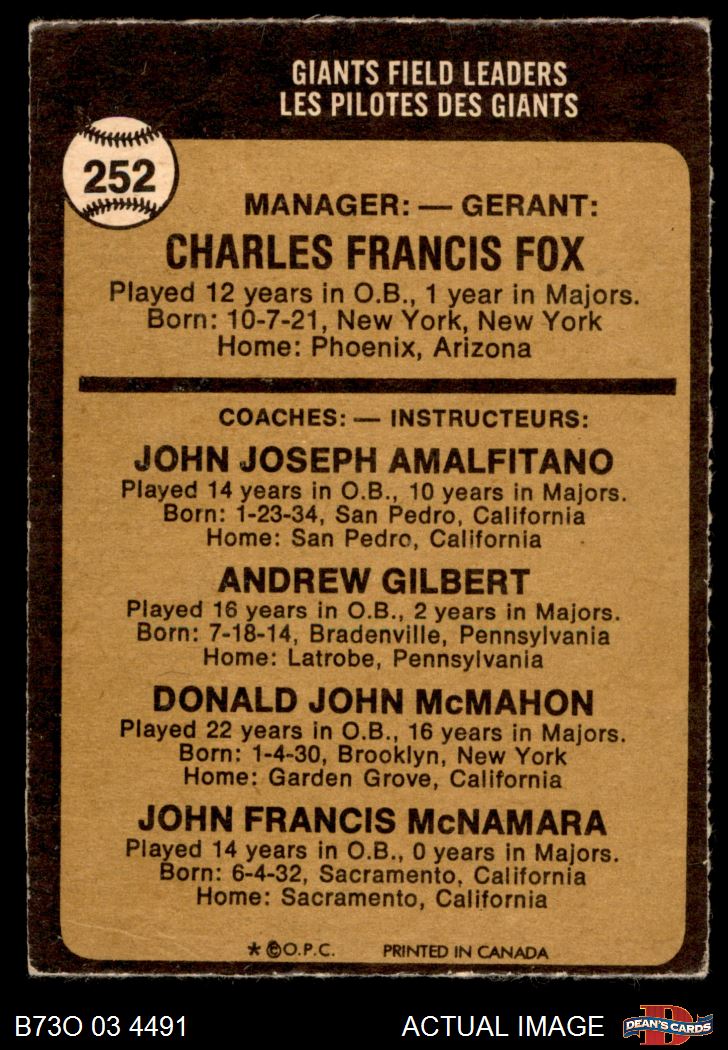 GIANTS FIELD LEADERS
LES PILOTES DES GIANTS
252
MANAGER: — GERANT:
CHARLES FRANCIS FOX
Played 12 years in O.B., 1 year in Majors.
Born: 10-7-21, New York, New York
Home: Phoenix, Arizona
COACHES: — INSTRUCTEURS:
JOHN JOSEPH AMALFITANO
Played 14 years in O.B., 10 years in Majors.
Born: 1-23-34, San Pedro, California
Home: San Pedro, California
ANDREW GILBERT
Played 16 years in O.B., 2 years in Majors.
Born: 7-18-14, Bradenville, Pennsylvania
Home: Latrobe, Pennsylvania
DONALD JOHN McMAHON
Played 22 years in O.B., 16 years in Majors.
Born: 1-4-30, Brooklyn, New York
Home: Garden Grove, California
JOHN FRANCIS McNAMARA
Played 14 years in O.B., 0 years in Majors.
Born: 6-4-32, Sacramento, California
Home: Sacramento, California
* © O.P.C. PRINTED IN CANADA
B73O 03 4491 ACTUAL IMAGE
D
DEAN'S CARDS